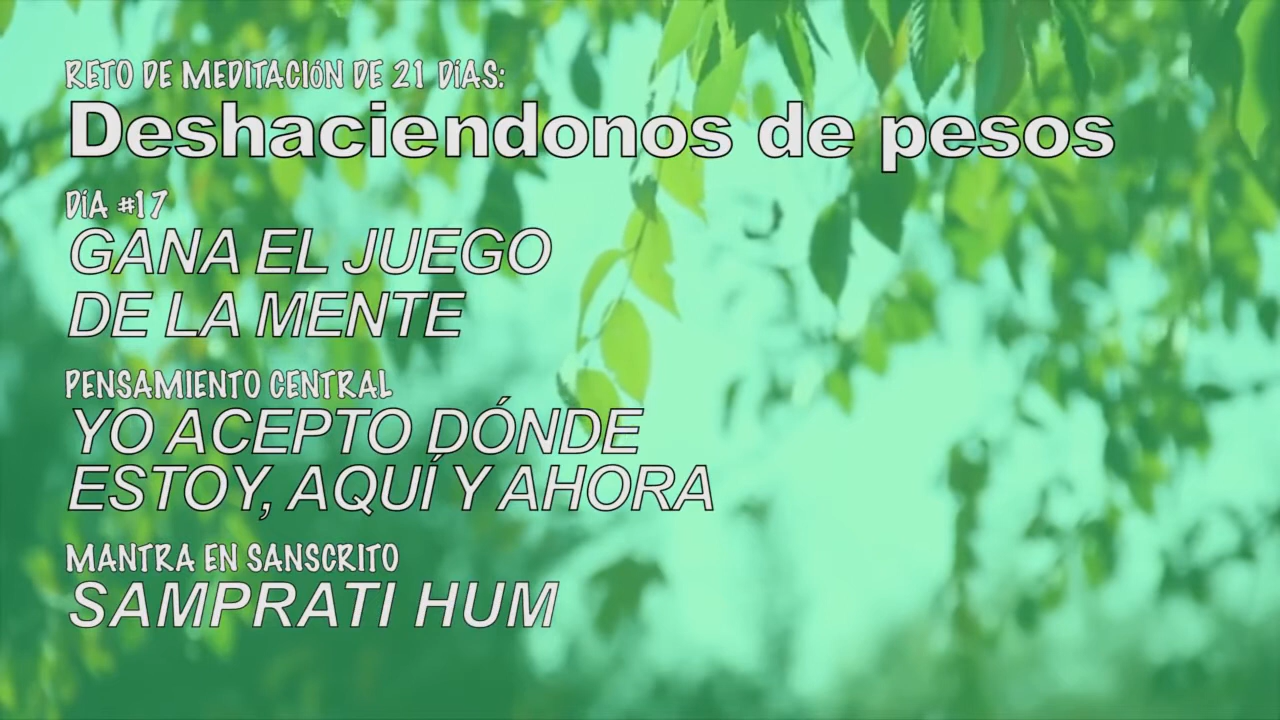 RETO DE MEDITACIÓN DE 21 DÍAS:
Deshaciendonos de pesos
DÍA #17
GANA EL JUEGO
DE LA MENTE
PENSAMIENTO CENTRAL
YO ACEPTO DÓNDE
ESTOY, AQUÍ Y AHORA
MANTRA EN SANSCRITO
SAMPRATI HUM